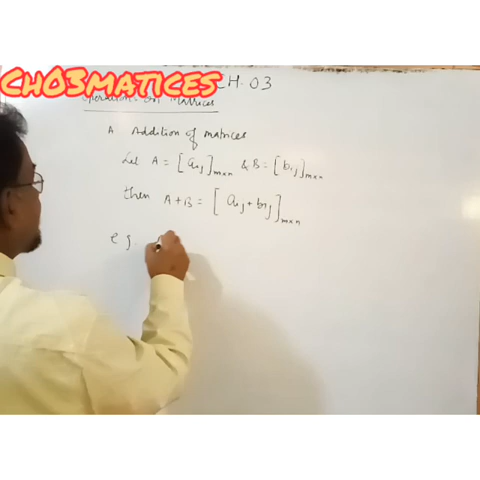 CH03MATICES
CH. 03
Operations on Matrices
A Addition of matrices
Let A = [aij]m×n & B = [bij]m×n
then A+B = [aij + bij]m×n
e g.